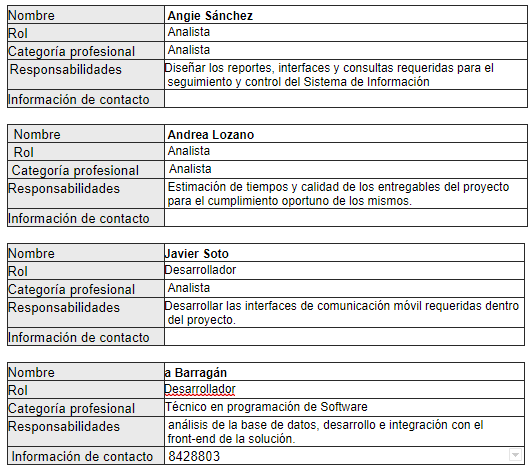 Nombre Angie Sánchez
Rol Analista
Categoría profesional Analista
Responsabilidades Diseñar los reportes, interfaces y consultas requeridas para el
seguimiento y control del Sistema de Información
Información de contacto
Nombre Andrea Lozano
Rol Analista
Categoría profesional Analista
Responsabilidades Estimación de tiempos y calidad de los entregables del proyecto
para el cumplimiento oportuno de los mismos.
Información de contacto
Nombre Javier Soto
Rol Desarrollador
Categoría profesional Analista
Responsabilidades Desarrollar las interfaces de comunicación móvil requeridas dentro
del proyecto.
Información de contacto
Nombre a Barragán
Rol Desarrollador
Categoría profesional Técnico en programación de Software
Responsabilidades análisis de la base de datos, desarrollo e integración con el
front-end de la solución.
Información de contacto 8428803